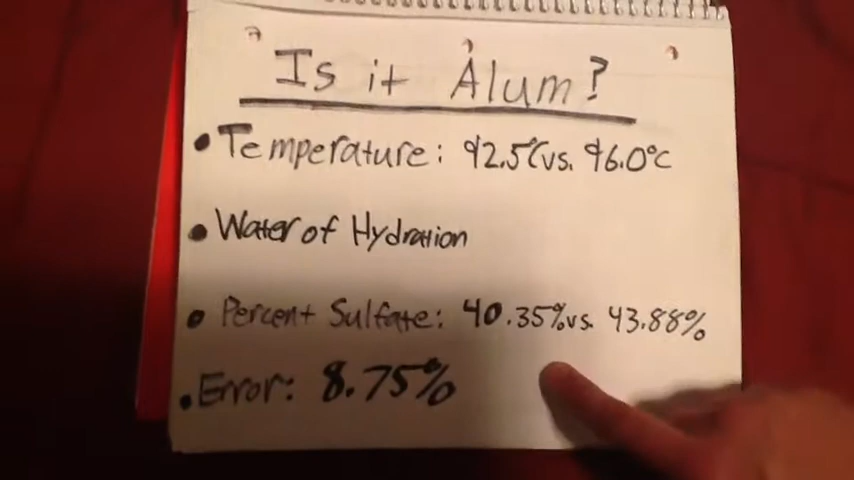 Is it Alum?
• Temperature: 92.5°C vs. 96.0°C
• Water of Hydration
• Percent Sulfate: 40.35% vs. 43.88%
• Error: 8.75%